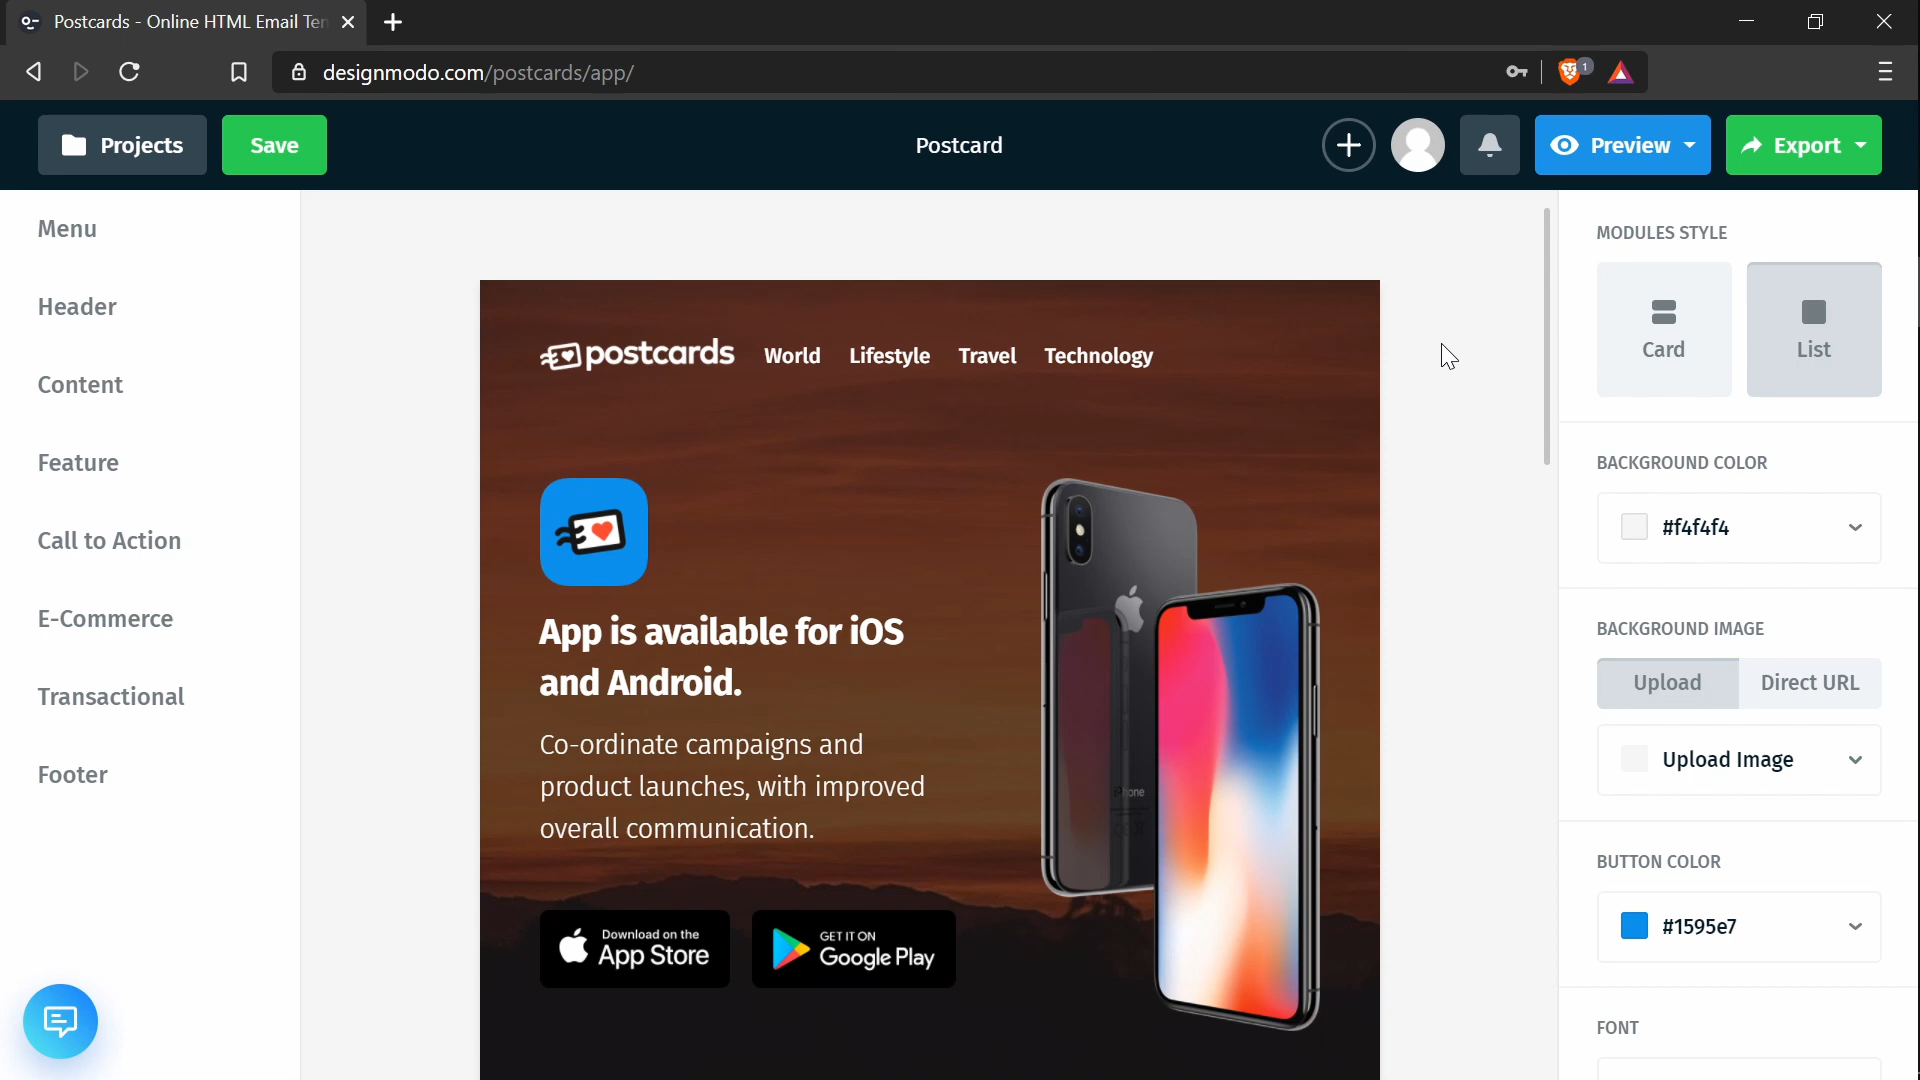 Postcards - Online HTML Email Ten
designmodo.com/postcards/app/
1
Projects
Save
Postcard
Preview
Export
Menu
Header
Content
Feature
Call to Action
E-Commerce
Transactional
Footer
postcards
World
Lifestyle
Travel
Technology
App is available for iOS
and Android.
Co-ordinate campaigns and
product launches, with improved
overall communication.
Download on the
App Store
GET IT ON
Google Play
MODULES STYLE
Card
List
BACKGROUND COLOR
#f4f4f4
BACKGROUND IMAGE
Upload
Direct URL
Upload Image
BUTTON COLOR
#1595e7
FONT